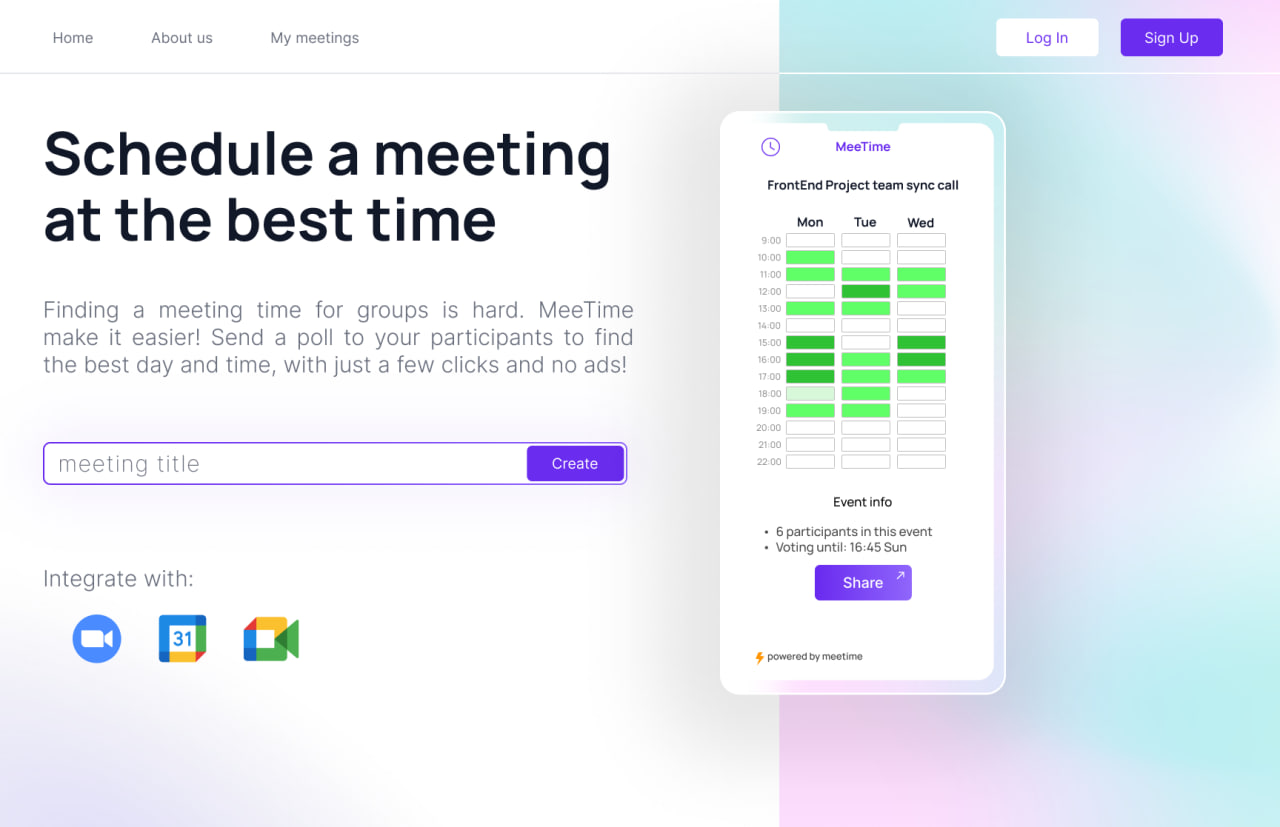 Home About us My meetings Log In Sign Up
Schedule a meeting
at the best time
Finding a meeting time for groups is hard. MeeTime
make it easier! Send a poll to your participants to find
the best day and time, with just a few clicks and no ads!
meeting title Create
Integrate with:
31
MeeTime
FrontEnd Project team sync call
Mon Tue Wed
9:00
10:00
11:00
12:00
13:00
14:00
15:00
16:00
17:00
18:00
19:00
20:00
21:00
22:00
Event info
• 6 participants in this event
• Voting until: 16:45 Sun
Share
powered by meetime